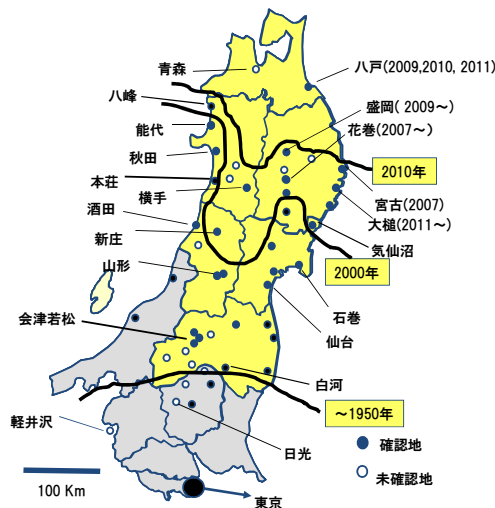 青森
八戸(2009,2010, 2011)
八峰
盛岡( 2009～)
能代
花巻(2007～)
秋田
2010年
本荘
宮古(2007)
横手
大槌(2011～)
酒田
気仙沼
新庄
2000年
山形
石巻
会津若松
仙台
白河
～1950年
軽井沢
日光
確認地
未確認地
100 Km
東京